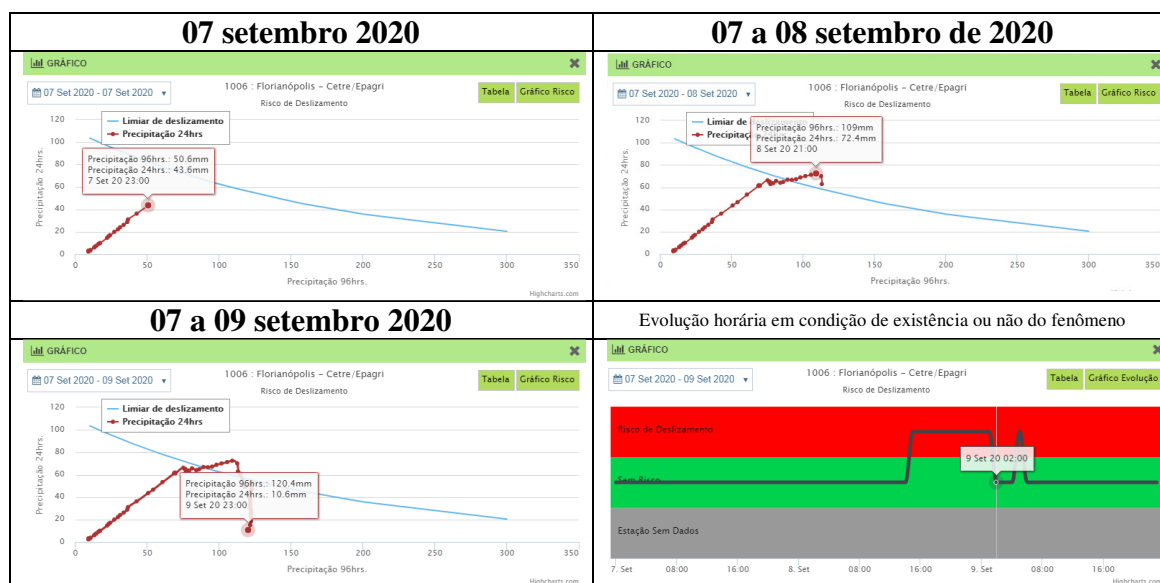 07 setembro 2020
GRÁFICO
07 Set 2020 - 07 Set 2020
1006 : Florianópolis - Cetre/Epagri
Risco de Deslizamento
Tabela
Gráfico Risco
Limiar de deslizamento
Precipitação 24hrs
Precipitação 96hrs.: 50.6mm
Precipitação 24hrs.: 43.6mm
7 Set 20 23:00
Precipitação 24hrs.
120
100
80
60
40
20
0
0 50 100 150 200 250 300 350
Precipitação 96hrs.
Highcharts.com
07 a 08 setembro de 2020
GRÁFICO
07 Set 2020 - 08 Set 2020
1006 : Florianópolis - Cetre/Epagri
Risco de Deslizamento
Tabela
Gráfico Risco
Limiar de d
Precipitaçã
Precipitação 96hrs.: 109mm
Precipitação 24hrs.: 72.4mm
8 Set 20 21:00
Precipitação 24hrs.
120
100
80
60
40
20
0
0 50 100 150 200 250 300 350
Precipitação 96hrs.
07 a 09 setembro 2020
GRÁFICO
07 Set 2020 - 09 Set 2020
1006 : Florianópolis - Cetre/Epagri
Risco de Deslizamento
Tabela
Gráfico Risco
Limiar de deslizamento
Precipitação 24hrs
Precipitação 96hrs.: 120.4mm
Precipitação 24hrs.: 10.6mm
9 Set 20 23:00
Precipitação 24hrs.
120
100
80
60
40
20
0
0 50 100 150 200 250 300 350
Precipitação 96hrs.
Highcharts.com
Evolução horária em condição de existência ou não do fenômeno
GRÁFICO
07 Set 2020 - 09 Set 2020
1006 : Florianópolis - Cetre/Epagri
Risco de Deslizamento
Tabela
Gráfico Evolução
Risco de Deslizamento
9 Set 20 02:00
Sem Risco
Estação Sem Dados
7. Set 08:00 16:00 8. Set 08:00 16:00 9. Set 08:00 16:00
Highcharts.com